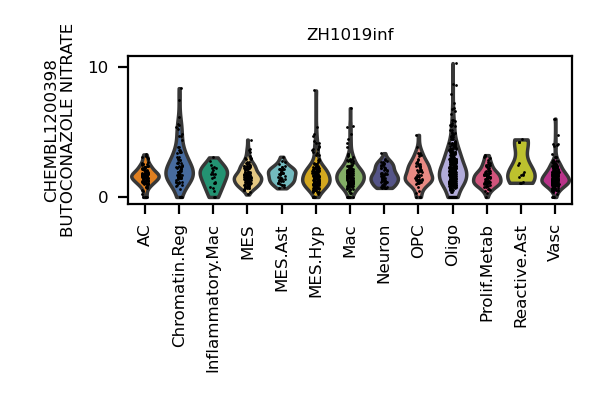 ZH1019inf
CHEMBL1200398
BUTOCONAZOLE NITRATE
10
0
AC
Chromatin.Reg
Inflammatory.Mac
MES
MES.Ast
MES.Hyp
Mac
Neuron
OPC
Oligo
Prolif.Metab
Reactive.Ast
Vasc